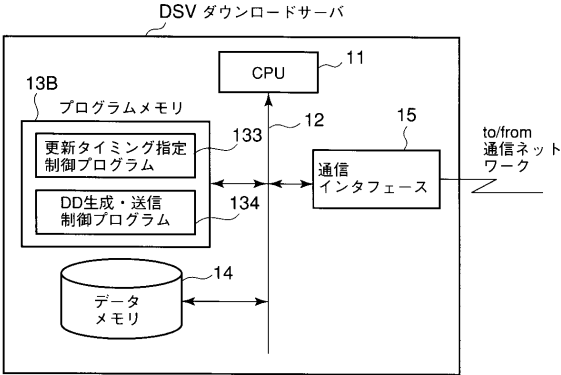 DSV ダウンロードサーバ
11
CPU
13B
プログラムメモリ
12
15
133
更新タイミング指定
制御プログラム
通信
インタフェース
to/from
通信ネット
ワーク
DD生成・送信
制御プログラム
134
14
データ
メモリ